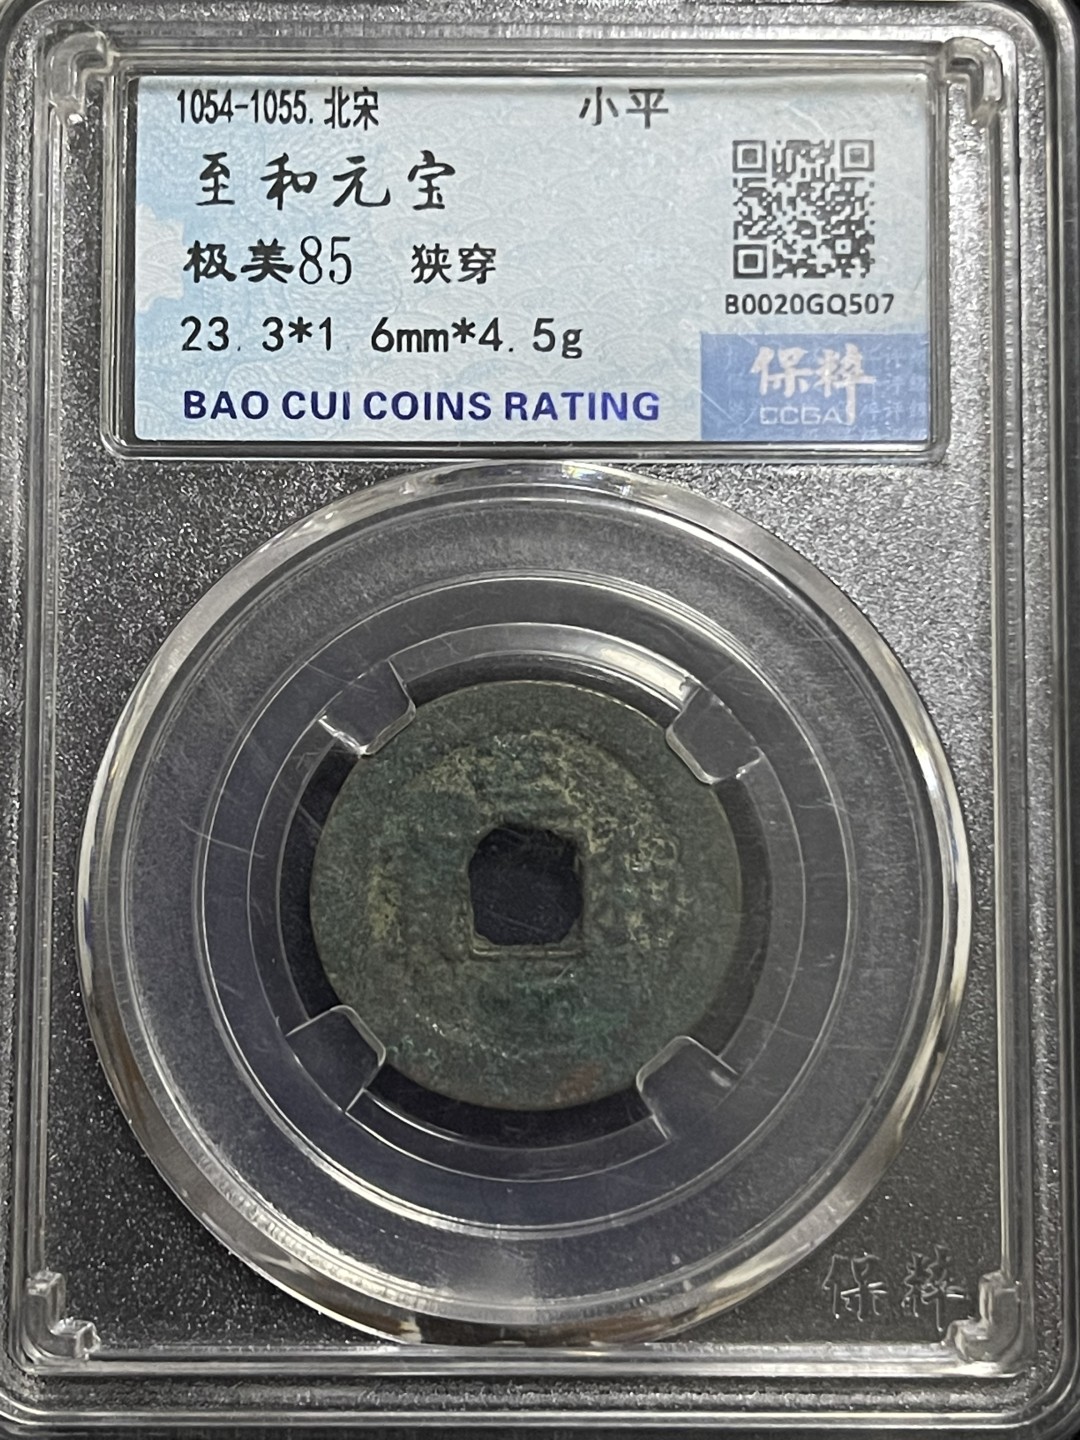 1054-1055.北宋 小平
至和元宝
极美85 狭穿
B0020GQ507
23.3*1.6mm*4.5g
保粹
CCGA
BAO CUI COINS RATING
保粹